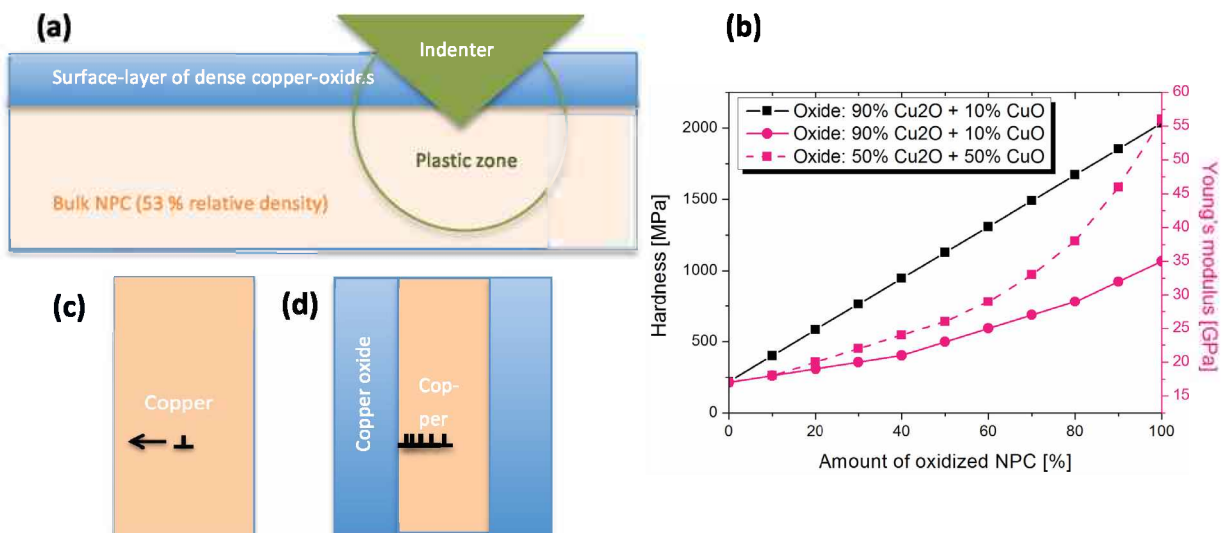 (a)
Indenter
Surface-layer of dense copper-oxides
Plastic zone
Bulk NPC (53 % relative density)
(b)
Oxide: 90% Cu2O + 10% CuO
Oxide: 90% Cu2O + 10% CuO
Oxide: 50% Cu2O + 50% CuO
Hardness [MPa]
2000
1500
1000
500
0
60
55
50
45
40
35
30
25
20
15
Young's modulus [GPa]
0
20
40
60
80
100
Amount of oxidized NPC [%]
(c)
Copper
(d)
Copper oxide
Cop-
per